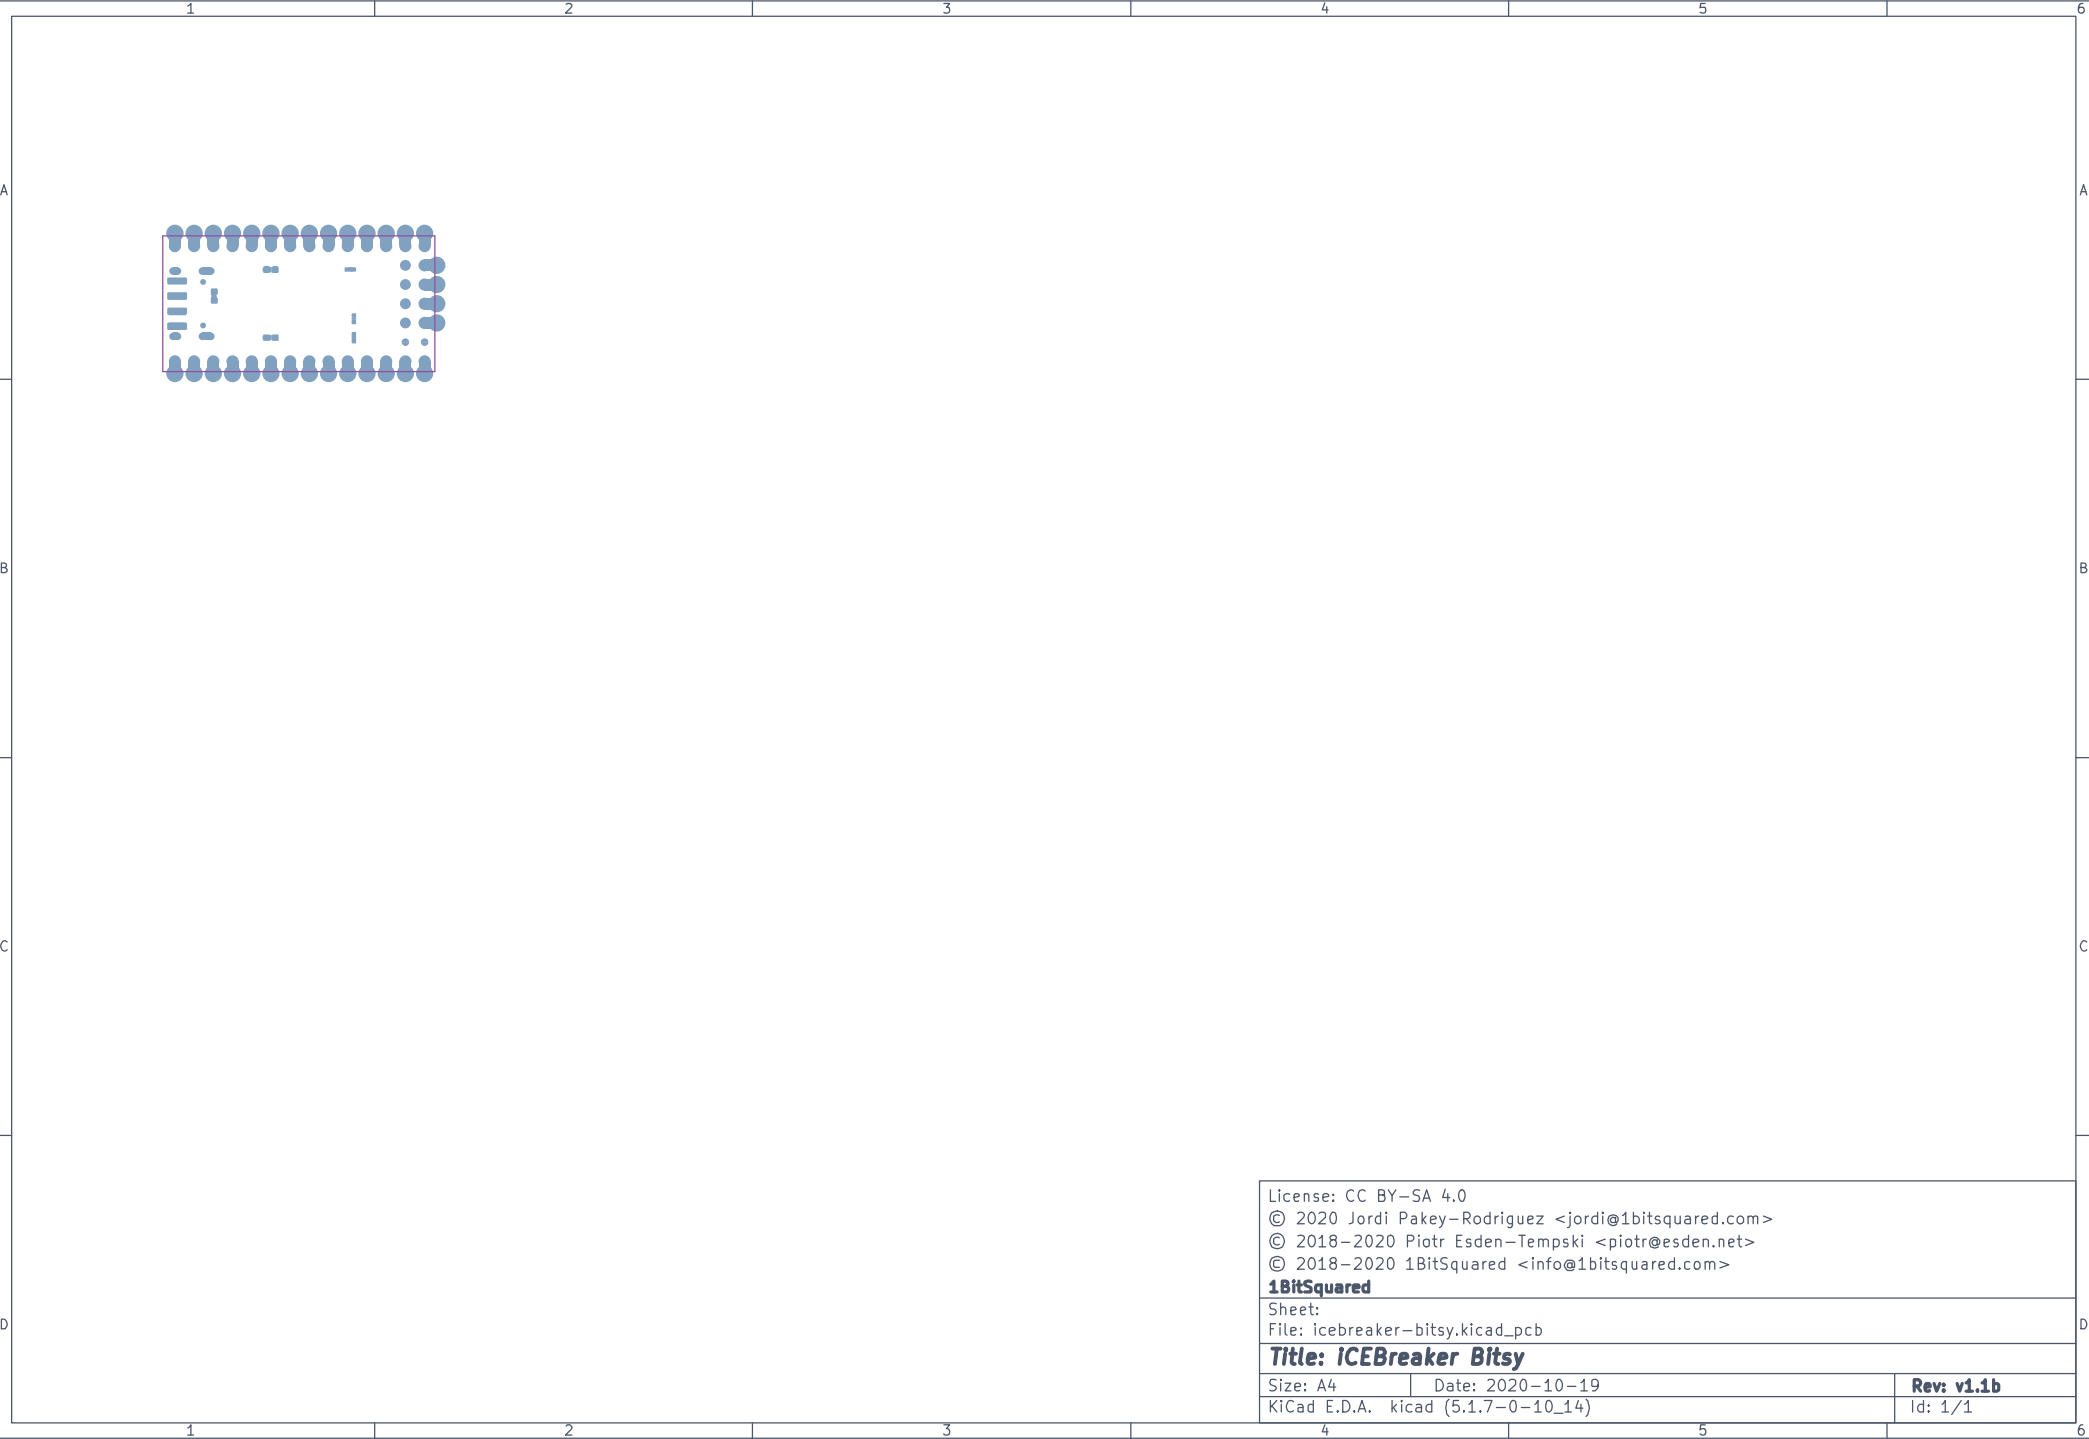 1 2 3 4 5 6
A A
B B
C C
License: CC BY-SA 4.0
© 2020 Jordi Pakey-Rodriguez <jordi@1bitsquared.com>
© 2018-2020 Piotr Esden-Tempski <piotr@esden.net>
© 2018-2020 1BitSquared <info@1bitsquared.com>
1BitSquared
Sheet:
D D
File: icebreaker-bitsy.kicad_pcb
Title: iCEBreaker Bitsy
Size: A4 Date: 2020-10-19 Rev: v1.1b
KiCad E.D.A. kicad (5.1.7-0-10_14) Id: 1/1
1 2 3 4 5 6